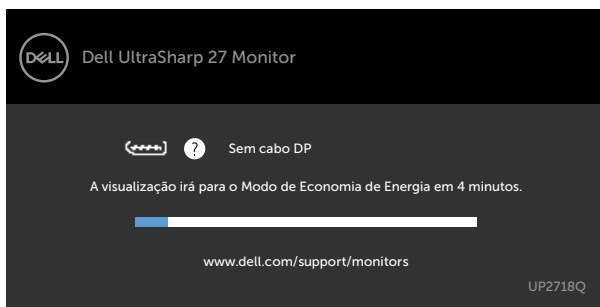 DELL
Dell UltraSharp 27 Monitor
? Sem cabo DP
A visualização irá para o Modo de Economia de Energia em 4 minutos.
www.dell.com/support/monitors
UP2718Q